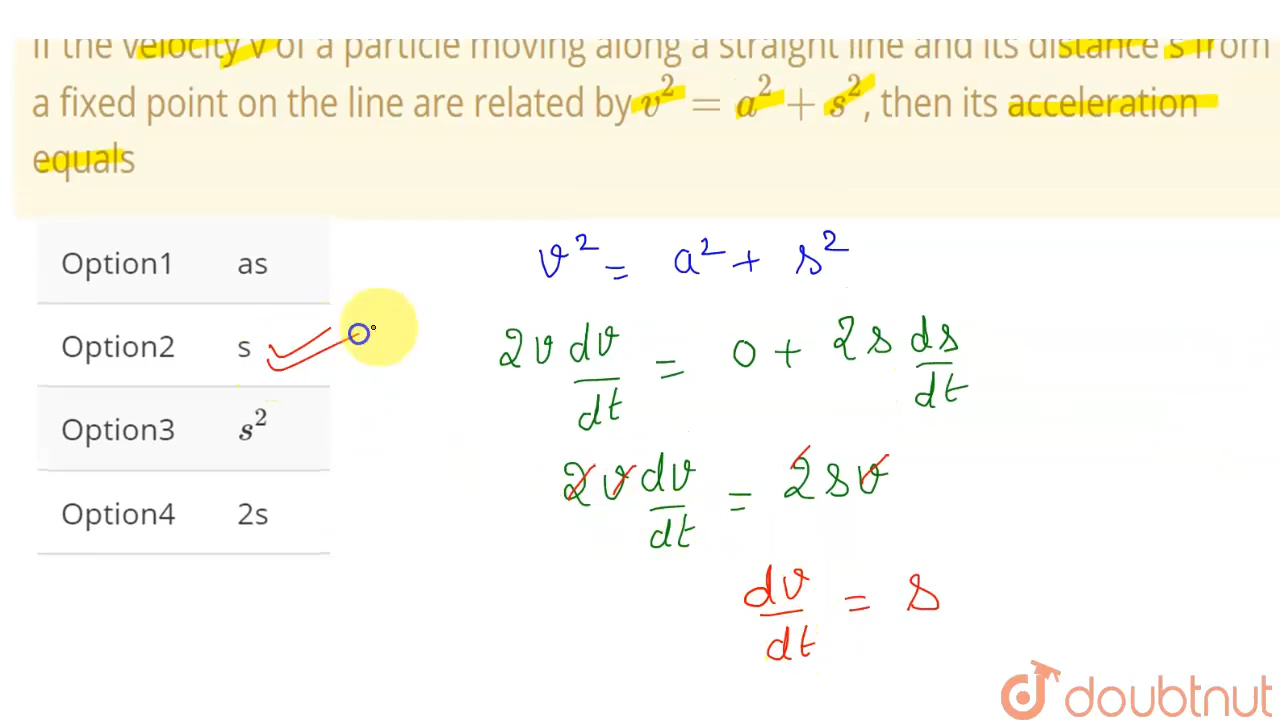 If the velocity v of a particle moving along a straight line and its distance s from
a fixed point on the line are related by v² = a² + s², then its acceleration
equals
Option1 as
v² = a² + s²
Option2 s
2v dv/dt = 0 + 2s ds/dt
Option3 s²
2v dv/dt = 2sv
Option4 2s
dv/dt = s
doubtnut